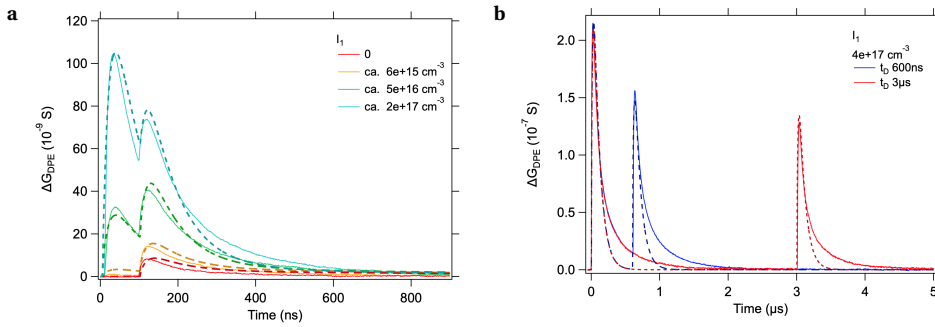 a
ΔG_DPE (10⁻⁹ S)
120
100
80
60
40
20
0
0
200
400
600
800
Time (ns)
I₁
0
ca. 6e+15 cm⁻³
ca. 5e+16 cm⁻³
ca. 2e+17 cm⁻³
b
ΔG_DPE (10⁻⁷ S)
2.0
1.5
1.0
0.5
0.0
0
1
2
3
4
5
Time (µs)
I₁
4e+17 cm⁻³
t_D 600ns
t_D 3µs